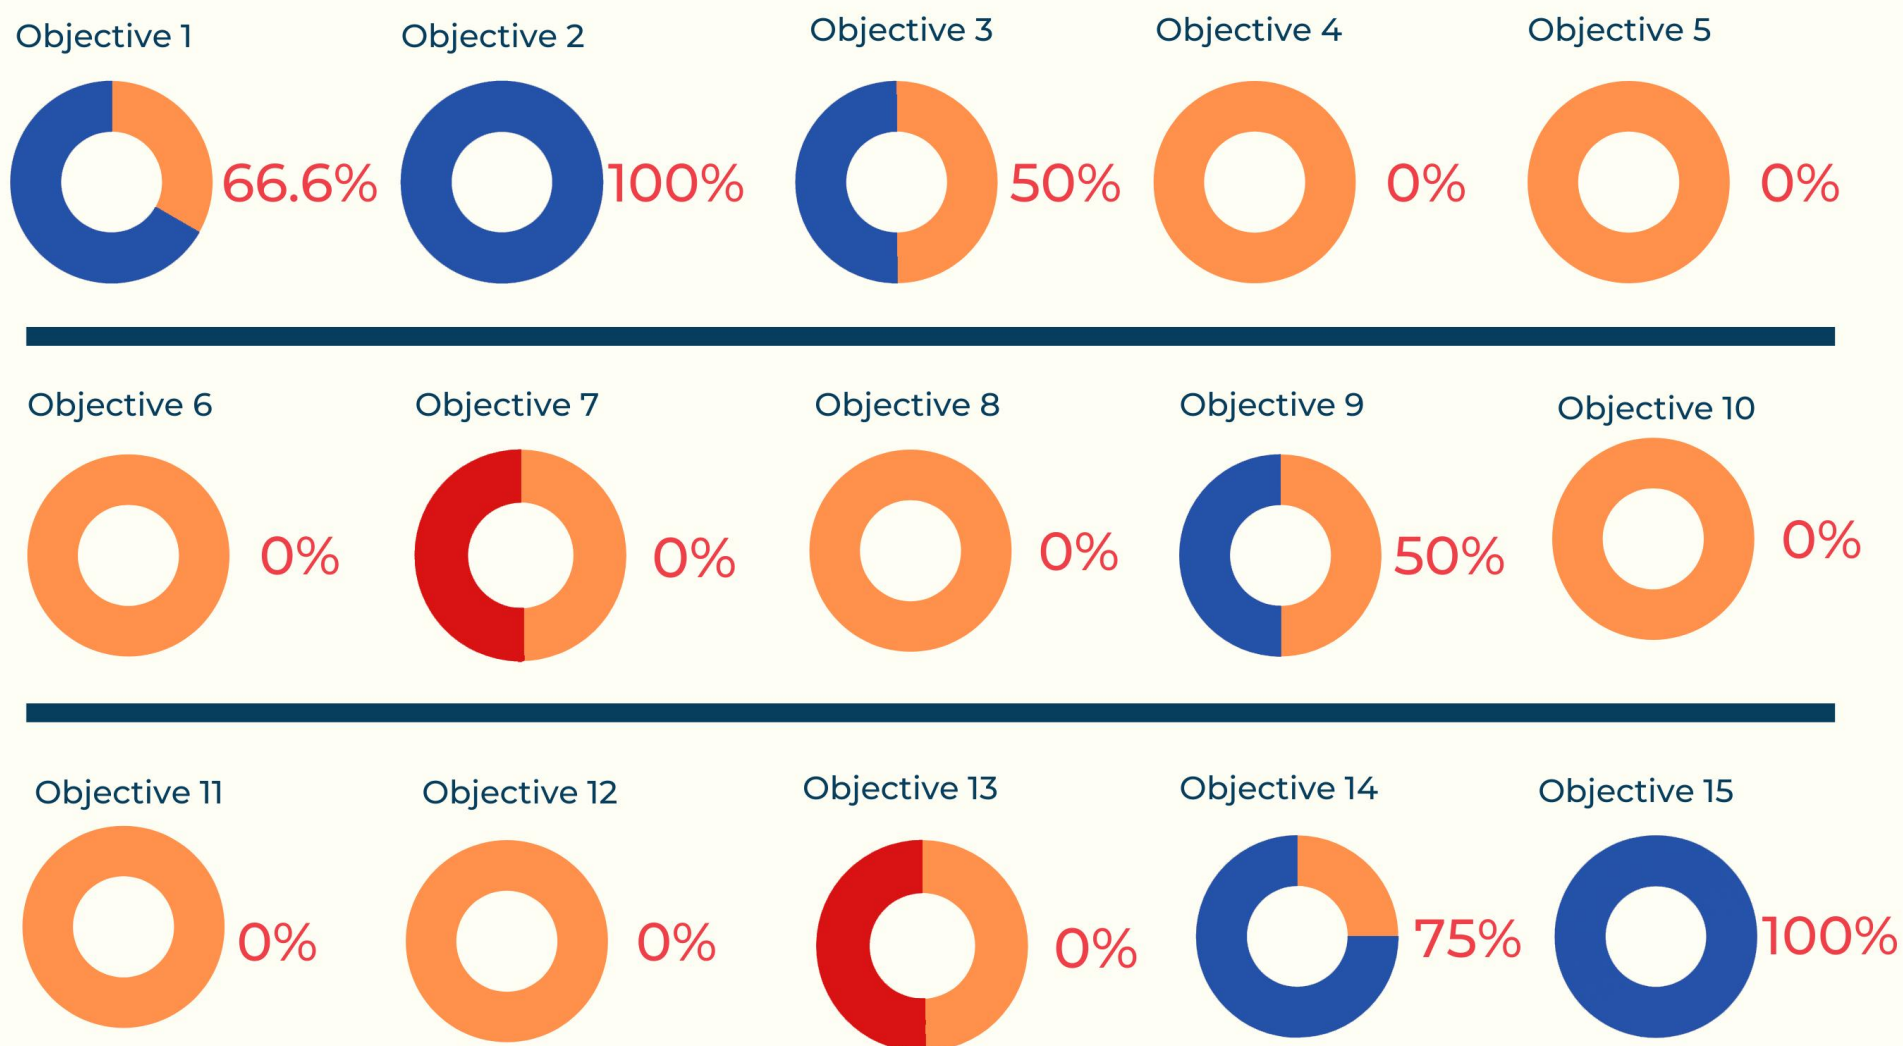 Objective 1
Objective 2
Objective 3
Objective 4
Objective 5
66.6%
100%
50%
0%
0%
Objective 6
Objective 7
Objective 8
Objective 9
Objective 10
0%
0%
0%
50%
0%
Objective 11
Objective 12
Objective 13
Objective 14
Objective 15
0%
0%
0%
75%
100%